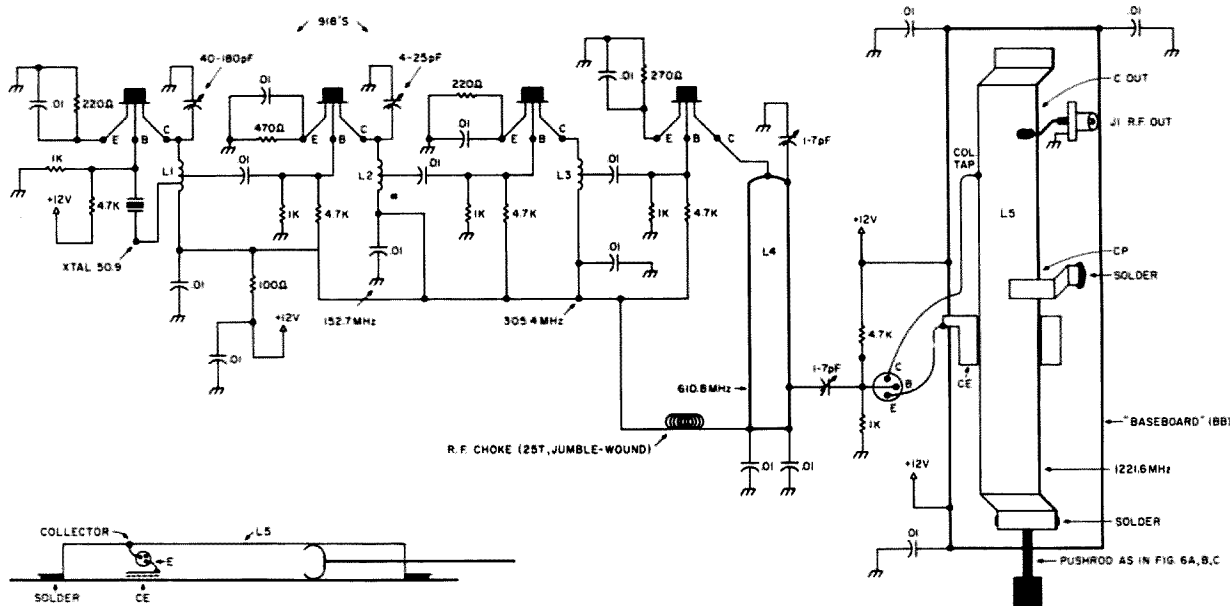 918'S
.01
.01
40-180pF
4-25pF
.01
220Ω
.01
220Ω
.01
270Ω
C OUT
.01
470Ω
.01
J1 R.F. OUT
E
B
C
E
B
C
E
B
C
E
B
C
1-7pF
1K
L1
.01
L2
.01
L3
.01
COL. TAP
+12V
4.7K
1K
4.7K
*
1K
4.7K
1K
4.7K
+12V
L5
XTAL 50.9
.01
.01
L4
CP
SOLDER
.01
100Ω
152.7MHz
305.4MHz
+12V
4.7K
.01
1-7pF
C
B
E
CE
610.8MHz
1K
"BASEBOARD" (BB)
R.F. CHOKE (25T, JUMBLE-WOUND)
+12V
1221.6MHz
.01
.01
COLLECTOR
L5
SOLDER
E
.01
PUSHROD AS IN FIG. 6A,B,C
SOLDER
CE